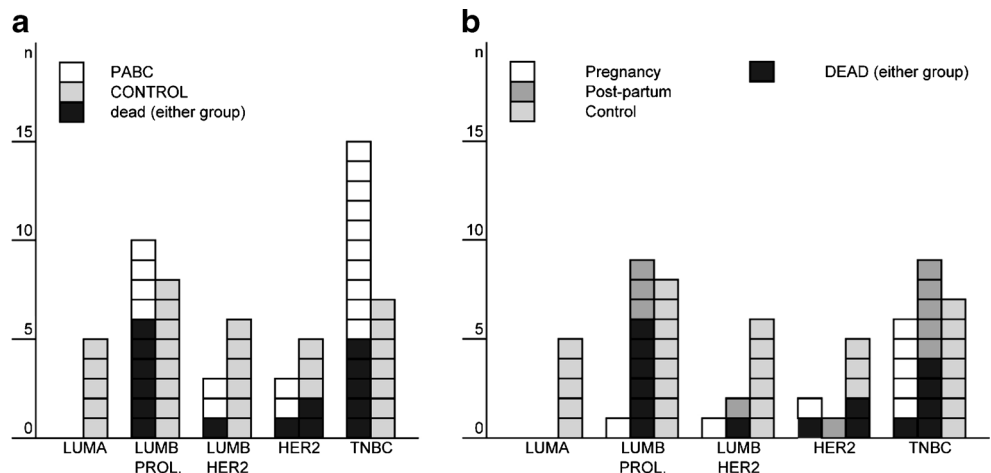 a
n
PABC
CONTROL
dead (either group)
15
10
5
0
LUMA LUMB PROL. LUMB HER2 HER2 TNBC
b
n
Pregnancy
Post-partum
Control
DEAD (either group)
15
10
5
0
LUMA LUMB PROL. LUMB HER2 HER2 TNBC